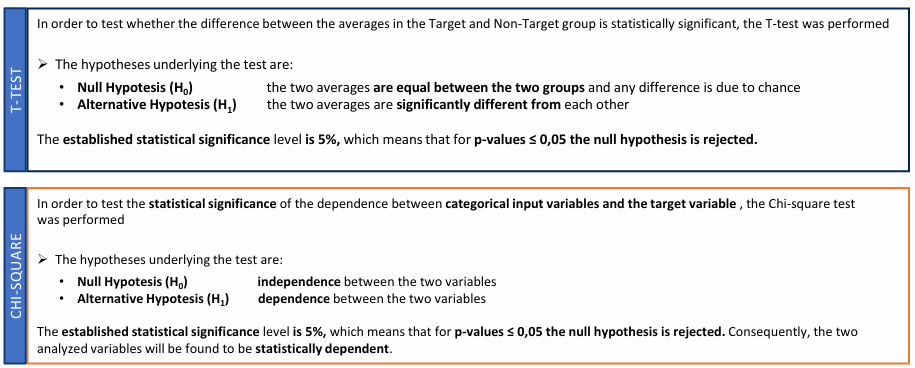 T-TEST
In order to test whether the difference between the averages in the Target and Non-Target group is statistically significant, the T-test was performed
➢ The hypotheses underlying the test are:
• Null Hypotesis (H0) the two averages are equal between the two groups and any difference is due to chance
• Alternative Hypotesis (H1) the two averages are significantly different from each other
The established statistical significance level is 5%, which means that for p-values ≤ 0,05 the null hypothesis is rejected.
CHI-SQUARE
In order to test the statistical significance of the dependence between categorical input variables and the target variable , the Chi-square test
was performed
➢ The hypotheses underlying the test are:
• Null Hypotesis (H0) independence between the two variables
• Alternative Hypotesis (H1) dependence between the two variables
The established statistical significance level is 5%, which means that for p-values ≤ 0,05 the null hypothesis is rejected. Consequently, the two
analyzed variables will be found to be statistically dependent.